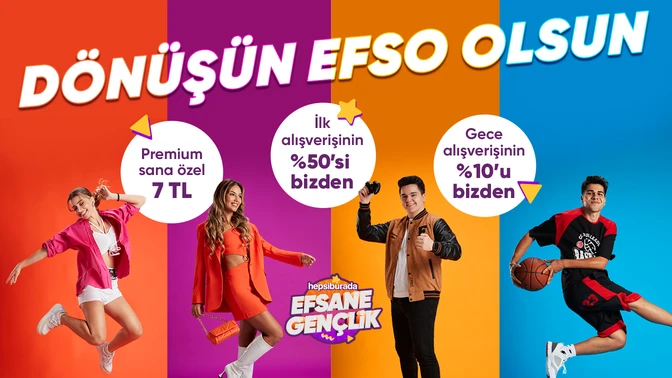 DÖNÜŞÜN EFSO OLSUN
Premium
sana özel
7 TL
İlk
alışverişinin
%50'si
bizden
Gece
alışverişinin
%10'u
bizden
hepsiburada
EFSANE
GENÇLİK